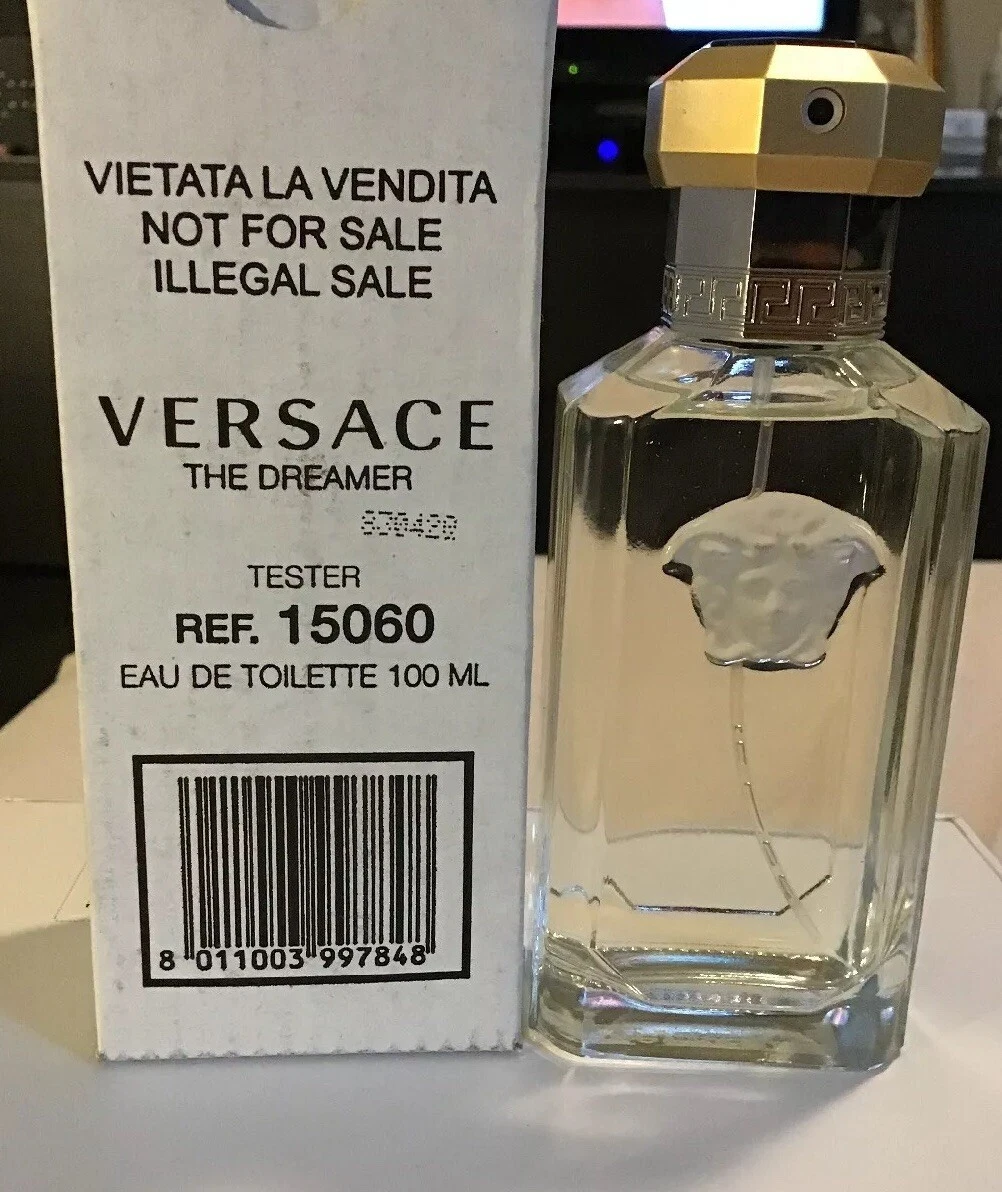 VIETATA LA VENDITA
NOT FOR SALE
ILLEGAL SALE
VERSACE
THE DREAMER
TESTER
REF. 15060
EAU DE TOILETTE 100 ML
8 011003 997848